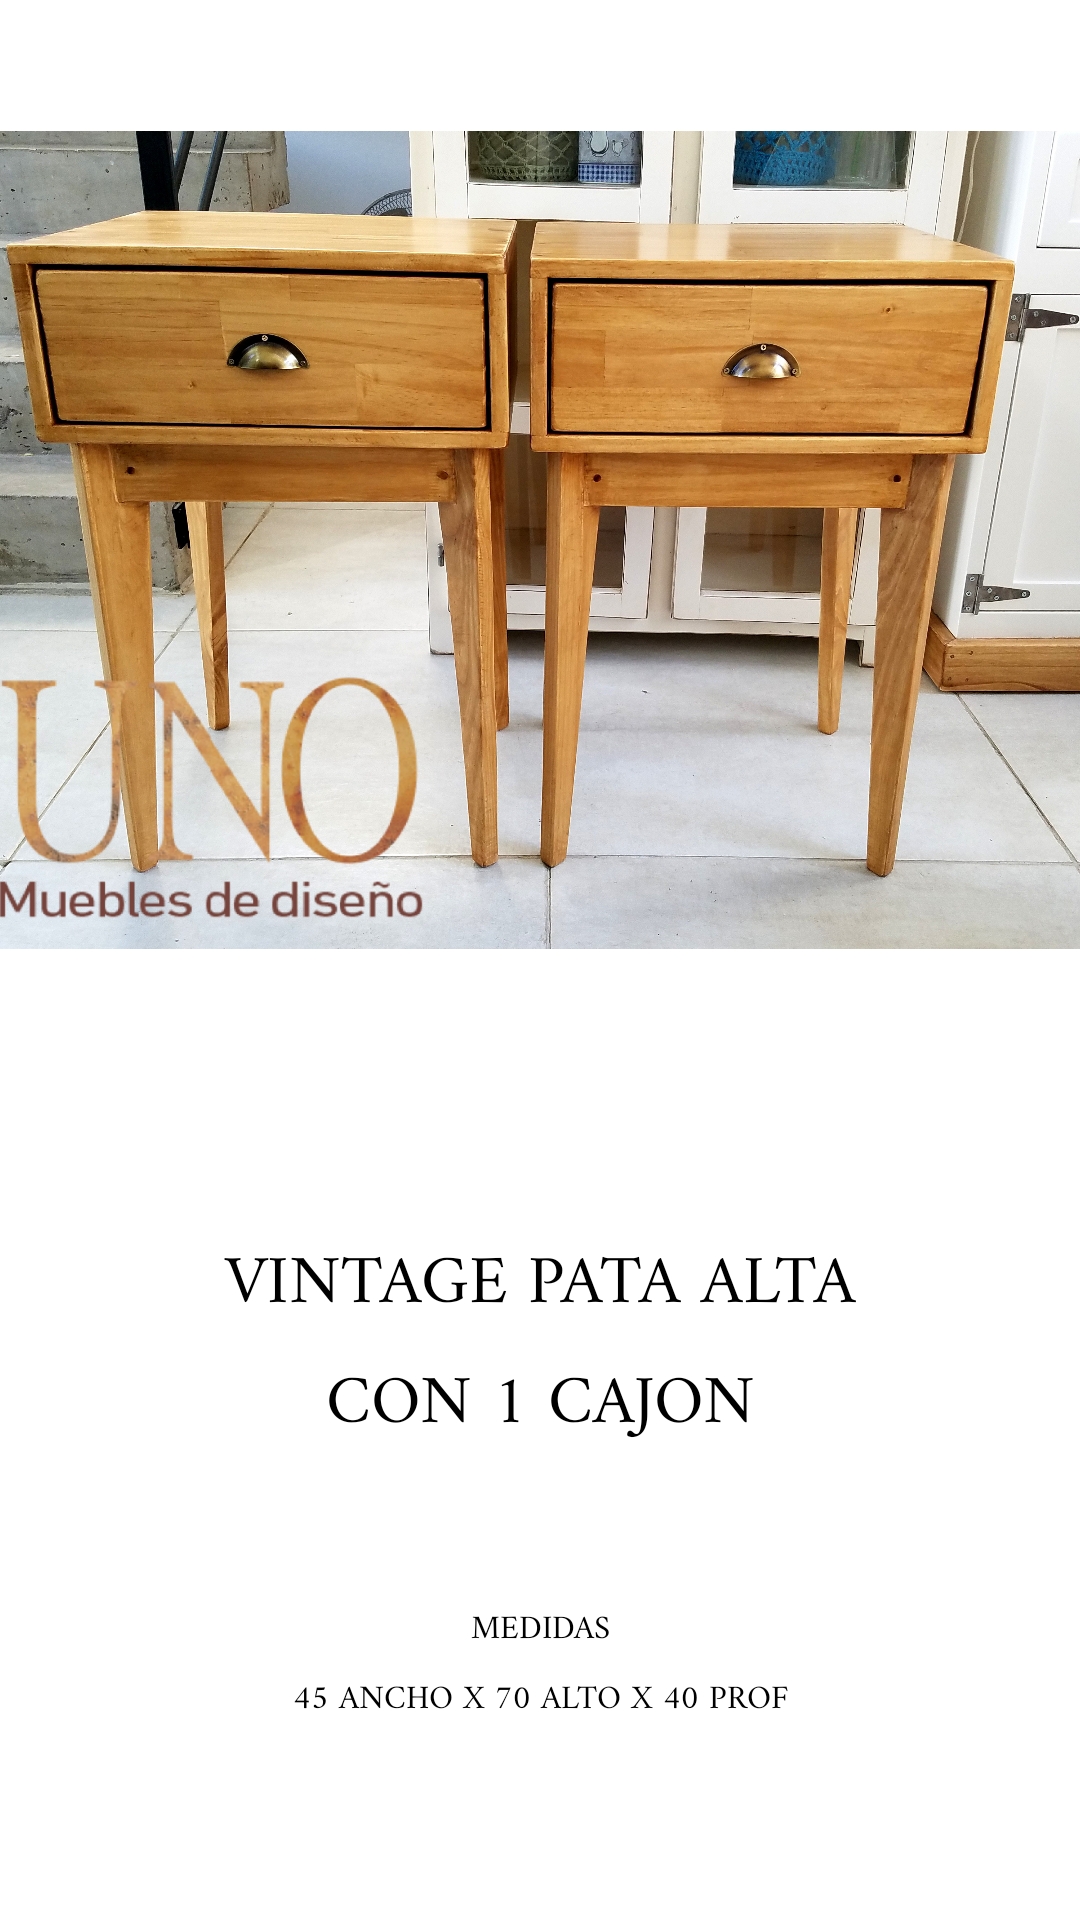 UNO
Muebles de diseño
VINTAGE PATA ALTA
CON 1 CAJON
MEDIDAS
45 ANCHO X 70 ALTO X 40 PROF